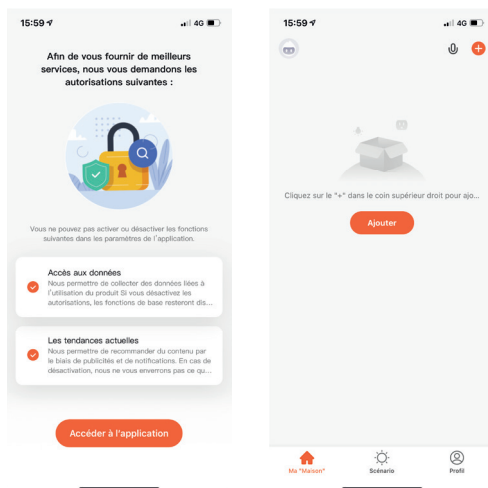 15:59
4G
Afin de vous fournir de meilleurs
services, nous vous demandons les
autorisations suivantes :
Vous ne pouvez pas activer ou désactiver les fonctions
suivantes dans les paramètres de l'application.
Accès aux données
Nous permettre de collecter des données liées à
l'utilisation du produit Si vous désactivez les
autorisations, les fonctions de base resteront dis...
Les tendances actuelles
Nous permettre de recommander du contenu par
le biais de publicités et de notifications. En cas de
désactivation, nous ne vous enverrons pas ce qu...
Accéder à l'application
15:59
4G
Cliquez sur le "+" dans le coin supérieur droit pour ajo...
Ajouter
Ma "Maison"
Scénario
Profil